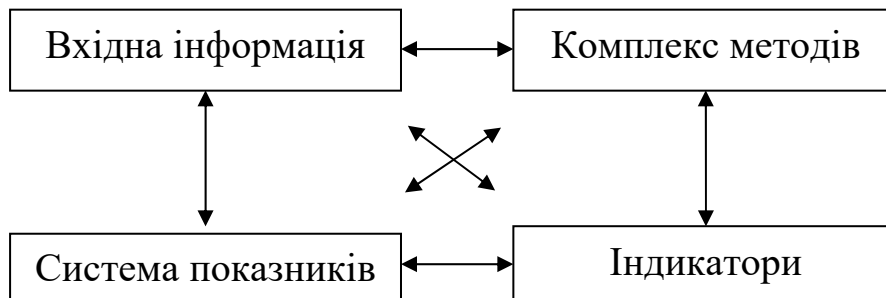 Вхідна інформація
Комплекс методів
Система показників
Індикатори